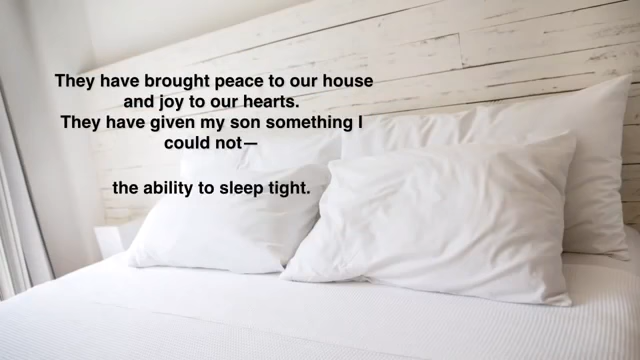 They have brought peace to our house
and joy to our hearts.
They have given my son something I
could not—
the ability to sleep tight.